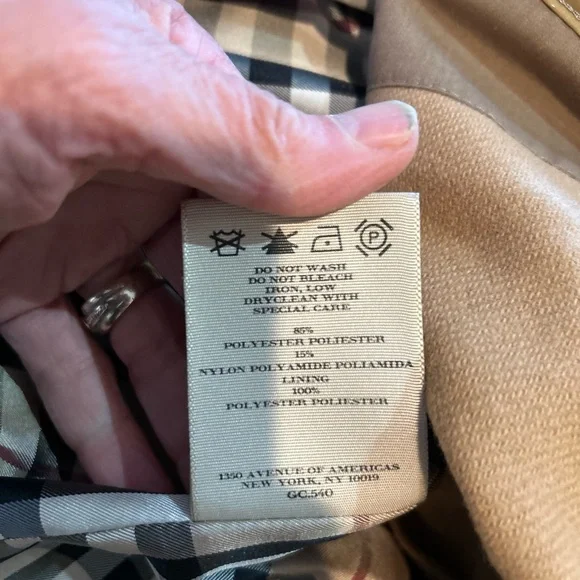 P
DO NOT WASH
DO NOT BLEACH
IRON, LOW
DRYCLEAN WITH
SPECIAL CARE
85%
POLYESTER POLIESTER
15%
NYLON POLYAMIDE POLIAMIDA
LINING
100%
POLYESTER POLIESTER
1350 AVENUE OF AMERICAS
NEW YORK, NY 10019
GC.540